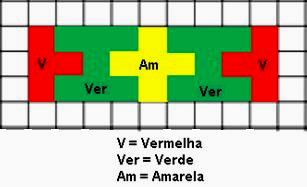 V Am V
Ver Ver
V = Vermelha
Ver = Verde
Am = Amarela